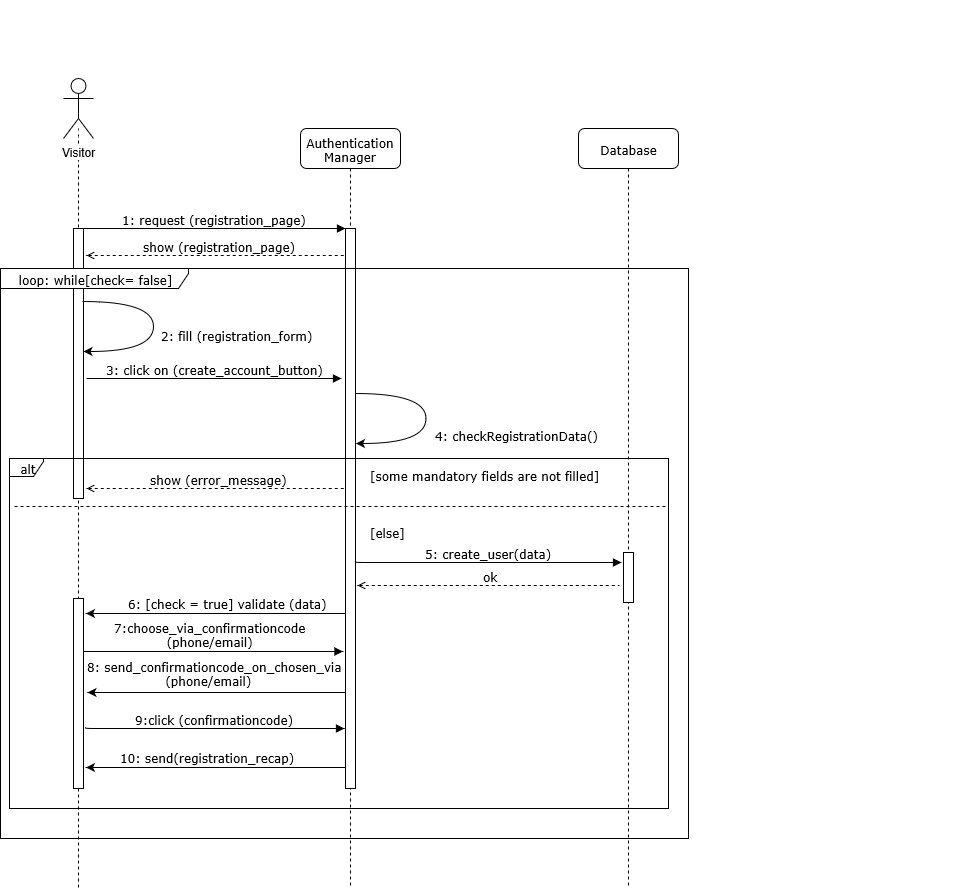 Visitor
Authentication
Manager
Database
1: request (registration_page)
show (registration_page)
loop: while[check= false]
2: fill (registration_form)
3: click on (create_account_button)
4: checkRegistrationData()
alt
show (error_message)
[some mandatory fields are not filled]
[else]
5: create_user(data)
ok
6: [check = true] validate (data)
7:choose_via_confirmationcode
(phone/email)
8: send_confirmationcode_on_chosen_via
(phone/email)
9:click (confirmationcode)
10: send(registration_recap)